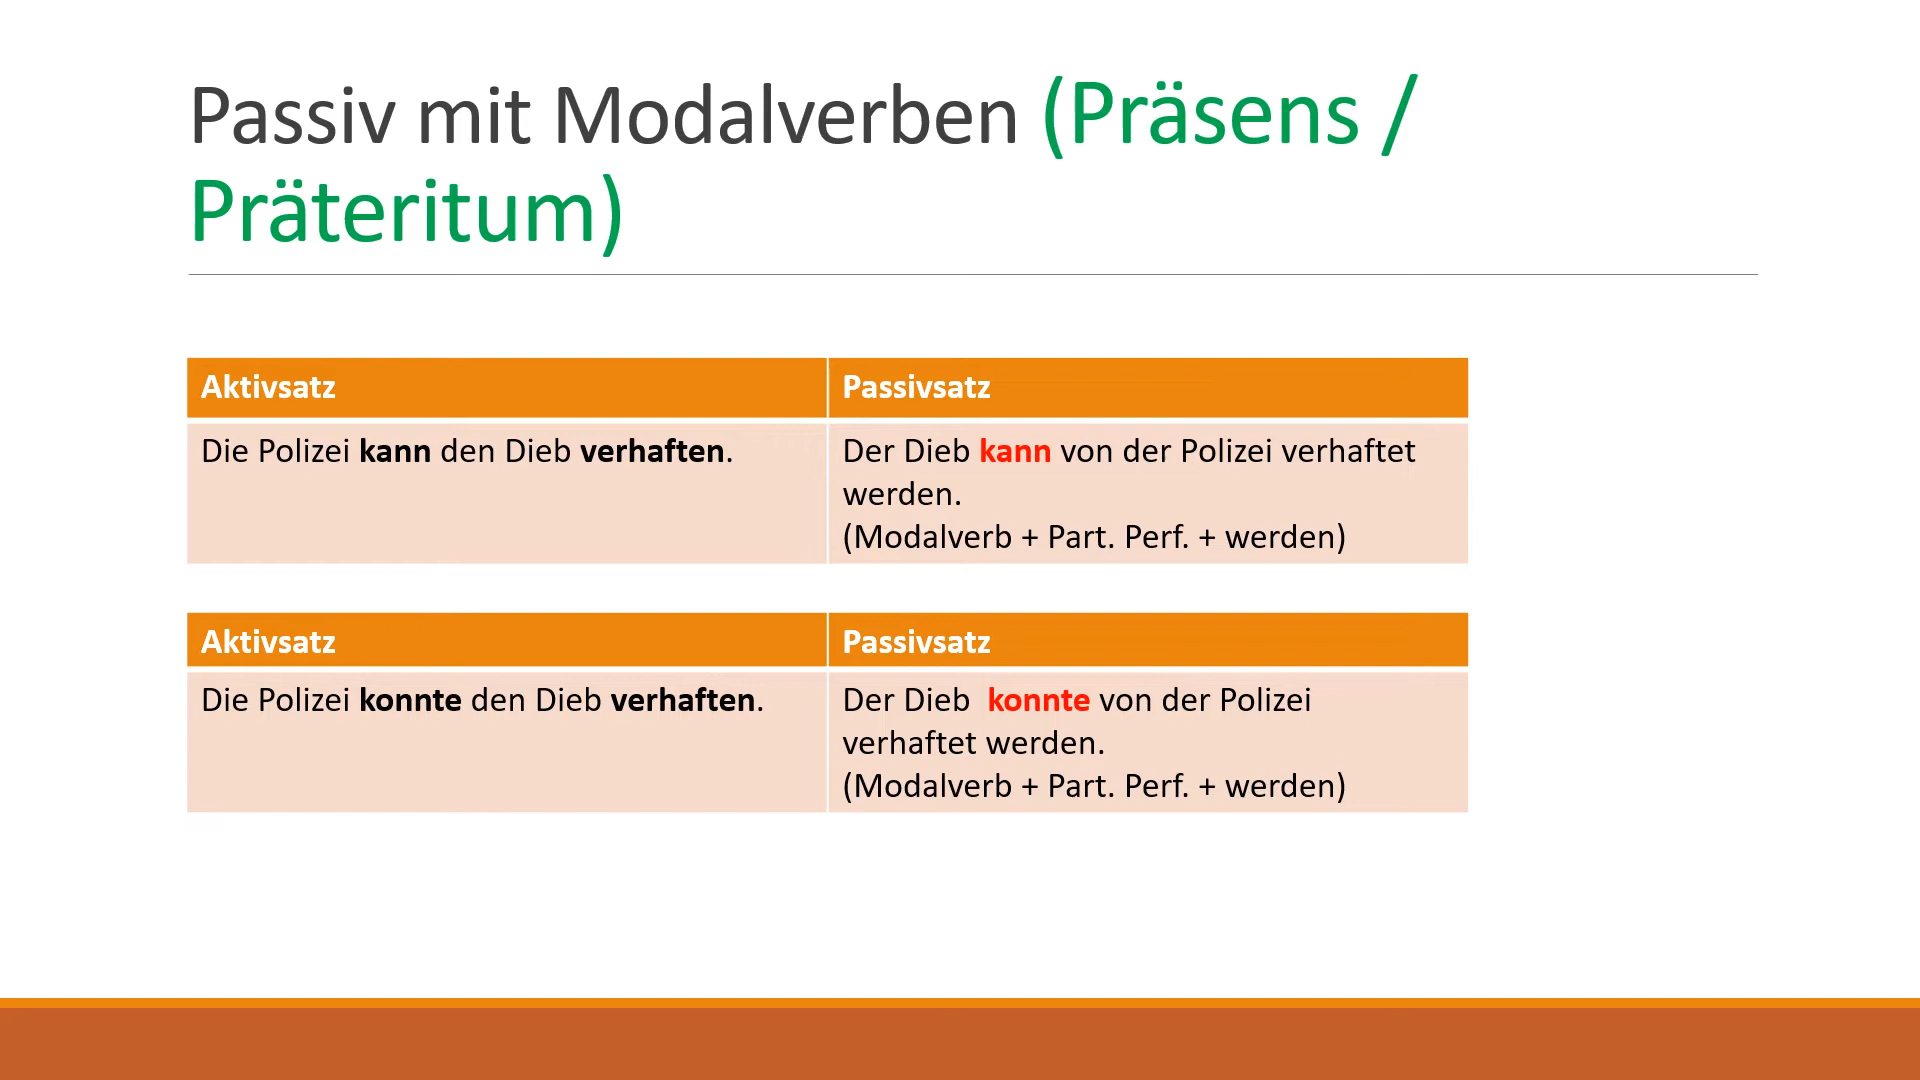 Passiv mit Modalverben (Präsens /
Präteritum)
Aktivsatz
Passivsatz
Die Polizei kann den Dieb verhaften.
Der Dieb kann von der Polizei verhaftet
werden.
(Modalverb + Part. Perf. + werden)
Aktivsatz
Passivsatz
Die Polizei konnte den Dieb verhaften.
Der Dieb konnte von der Polizei
verhaftet werden.
(Modalverb + Part. Perf. + werden)